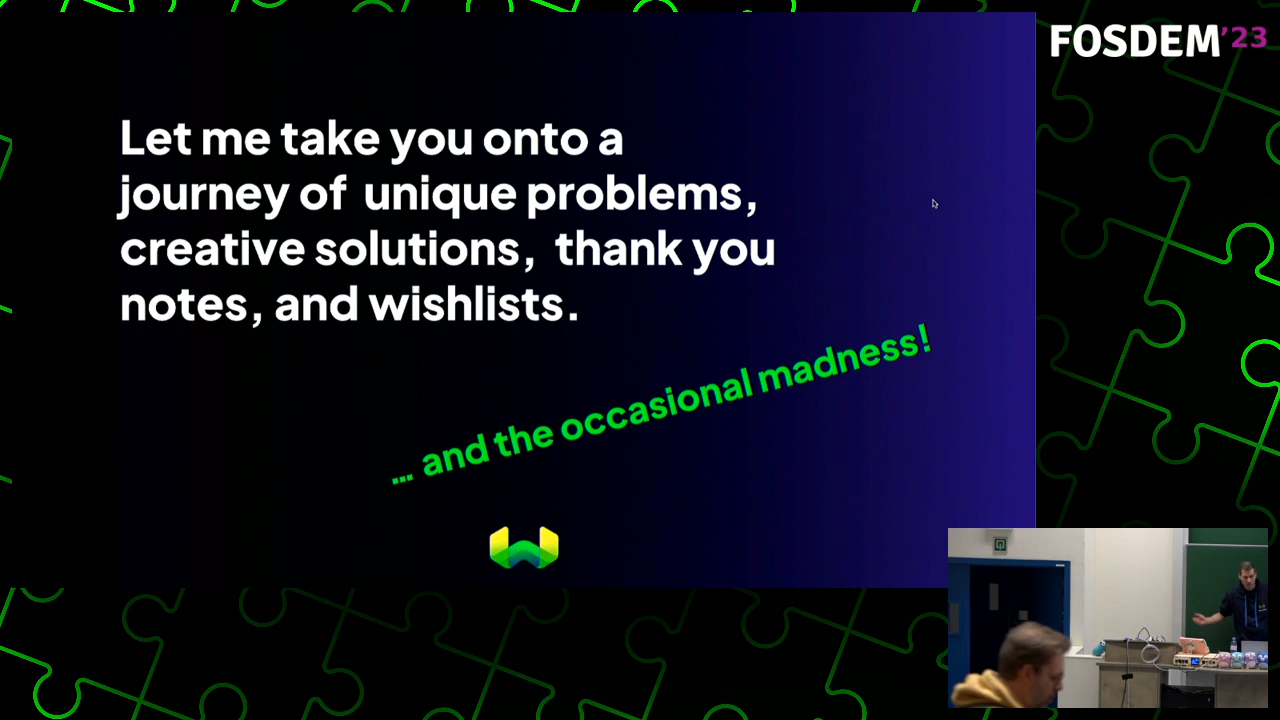 FOSDEM'23
Let me take you onto a
journey of  unique problems,
creative solutions,  thank you
notes, and wishlists.
... and the occasional madness!